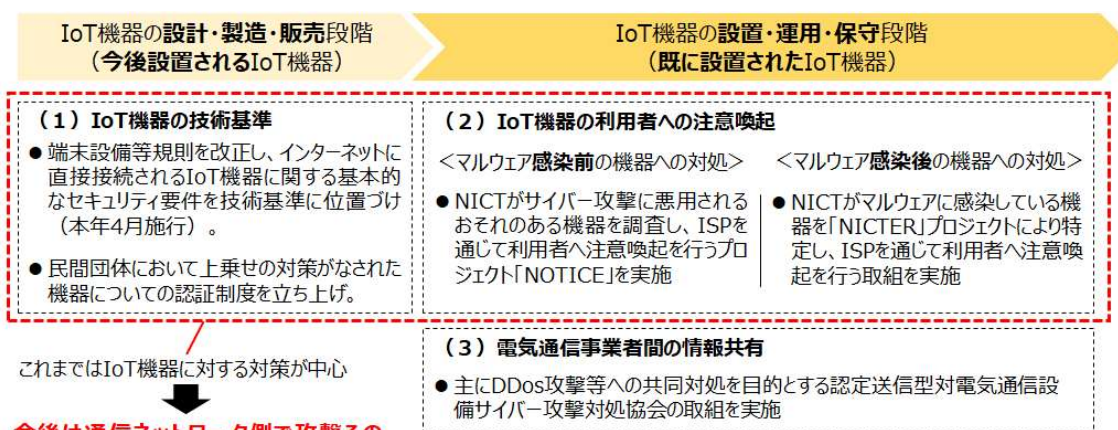 IoT機器の設計・製造・販売段階
(今後設置されるIoT機器)
IoT機器の設置・運用・保守段階
(既に設置されたIoT機器)
(1)IoT機器の技術基準
● 端末設備等規則を改正し、インターネットに
直接接続されるIoT機器に関する基本的
なセキュリティ要件を技術基準に位置づけ
(本年4月施行)。
● 民間団体において上乗せの対策がなされた
機器についての認証制度を立ち上げ。
(2)IoT機器の利用者への注意喚起
<マルウェア感染前の機器への対処>
● NICTがサイバー攻撃に悪用される
おそれのある機器を調査し、ISPを
通じて利用者へ注意喚起を行うプロ
ジェクト「NOTICE」を実施
<マルウェア感染後の機器への対処>
● NICTがマルウェアに感染している機
器を「NICTER」プロジェクトにより特
定し、ISPを通じて利用者へ注意喚
起を行う取組を実施
これまではIoT機器に対する対策が中心
(3)電気通信事業者間の情報共有
● 主にDDos攻撃等への共同対処を目的とする認定送信型対電気通信設
備サイバー攻撃対処協会の取組を実施
今後は通信ネットワーク側で攻撃その